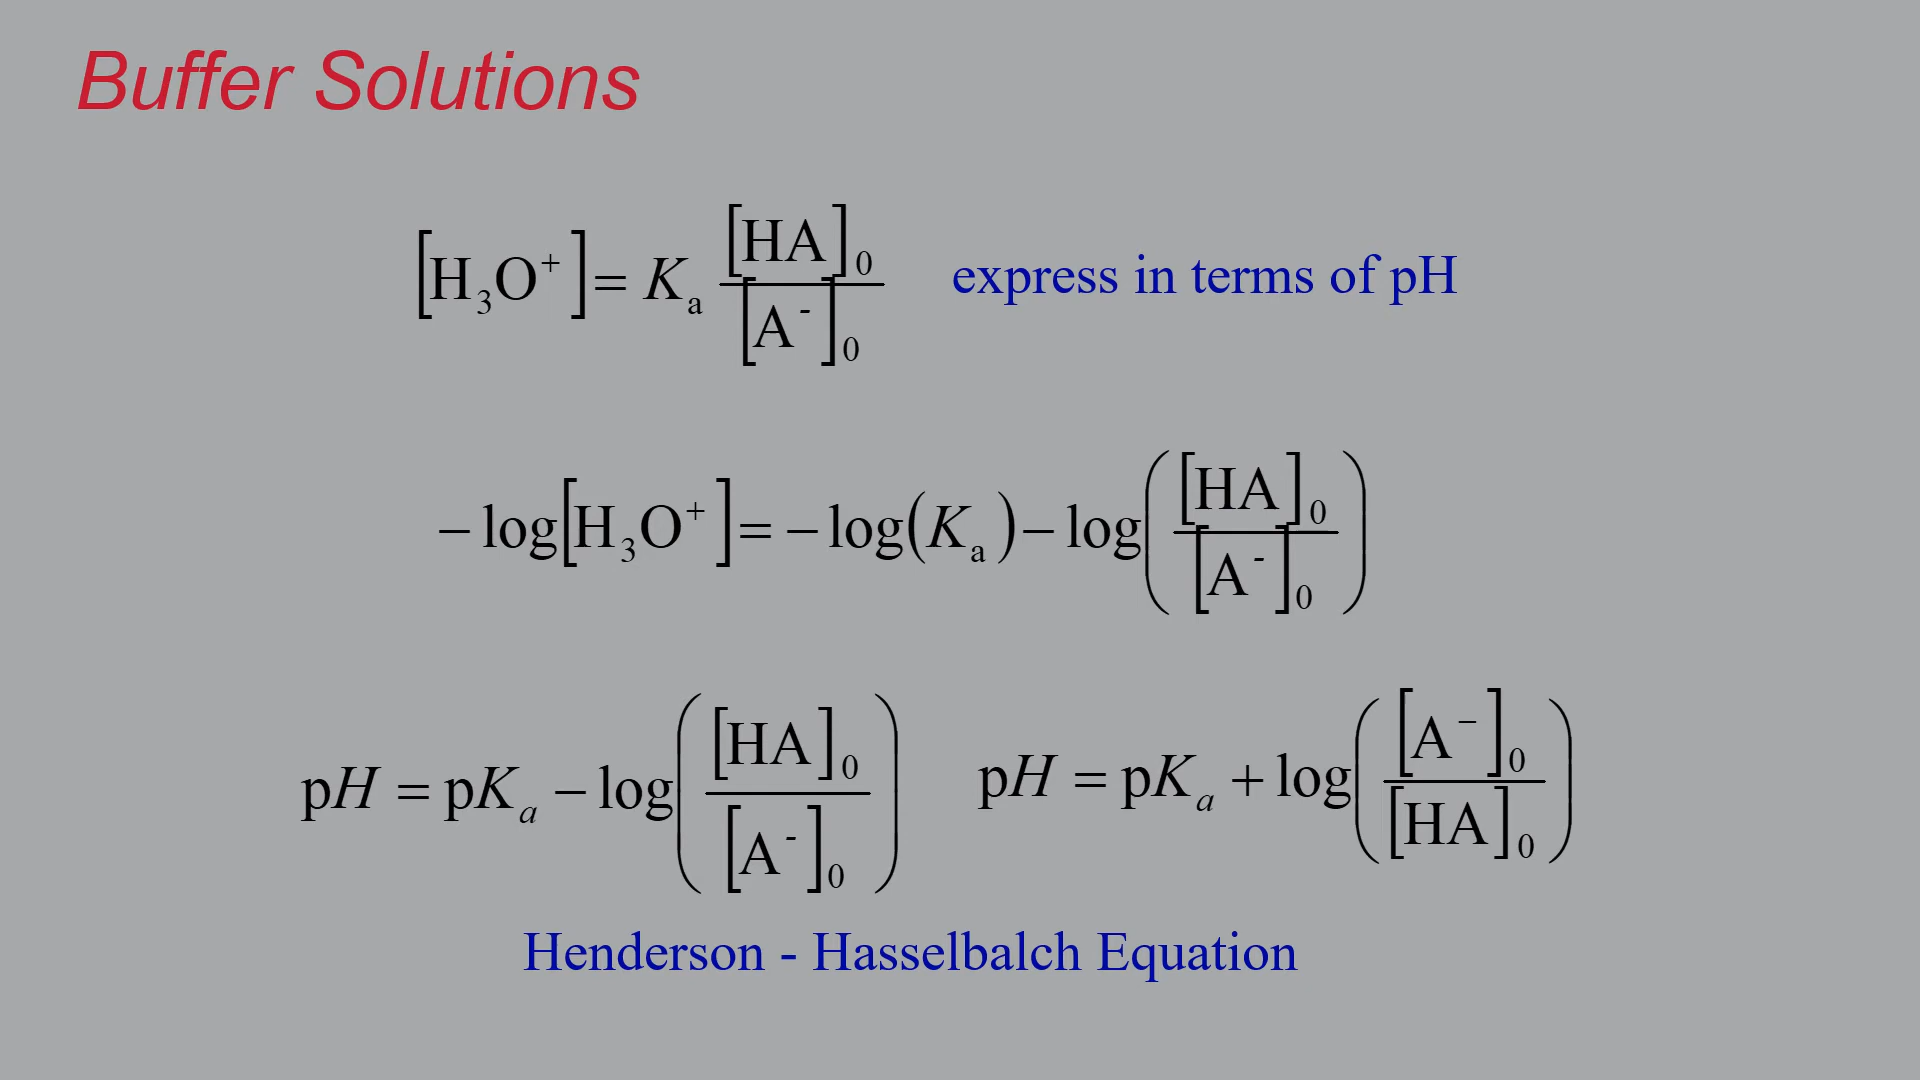 Buffer Solutions
[H₃O⁺] = Kₐ [HA]₀ / [A⁻]₀ express in terms of pH
− log[H₃O⁺] = − log(Kₐ) − log([HA]₀ / [A⁻]₀)
pH = pKₐ − log([HA]₀ / [A⁻]₀) pH = pKₐ + log([A⁻]₀ / [HA]₀)
Henderson - Hasselbalch Equation